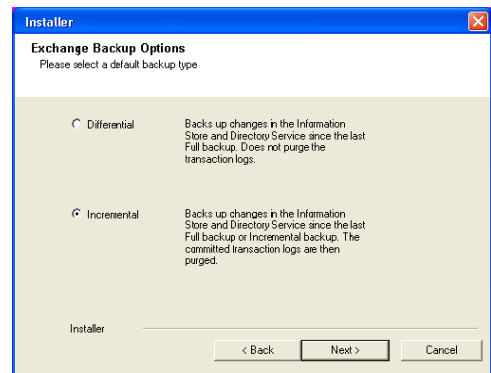 Installer
Exchange Backup Options
Please select a default backup type
Differential
Backs up changes in the Information
Store and Directory Service since the last
Full backup. Does not purge the
transaction logs.
Incremental
Backs up changes in the Information
Store and Directory Service since the last
Full backup or Incremental backup. The
committed transaction logs are then
purged.
Installer
< Back
Next >
Cancel